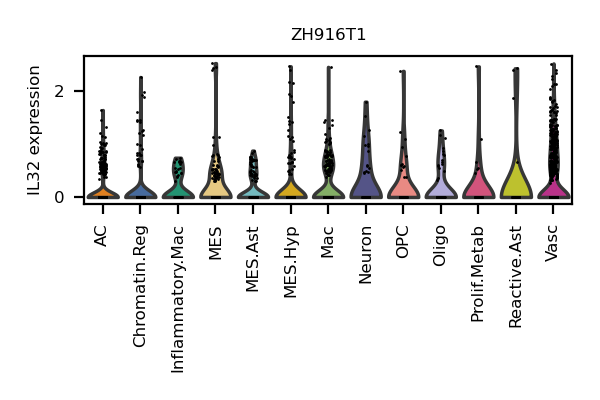 ZH916T1
IL32 expression
2
0
AC
Chromatin.Reg
Inflammatory.Mac
MES
MES.Ast
MES.Hyp
Mac
Neuron
OPC
Oligo
Prolif.Metab
Reactive.Ast
Vasc